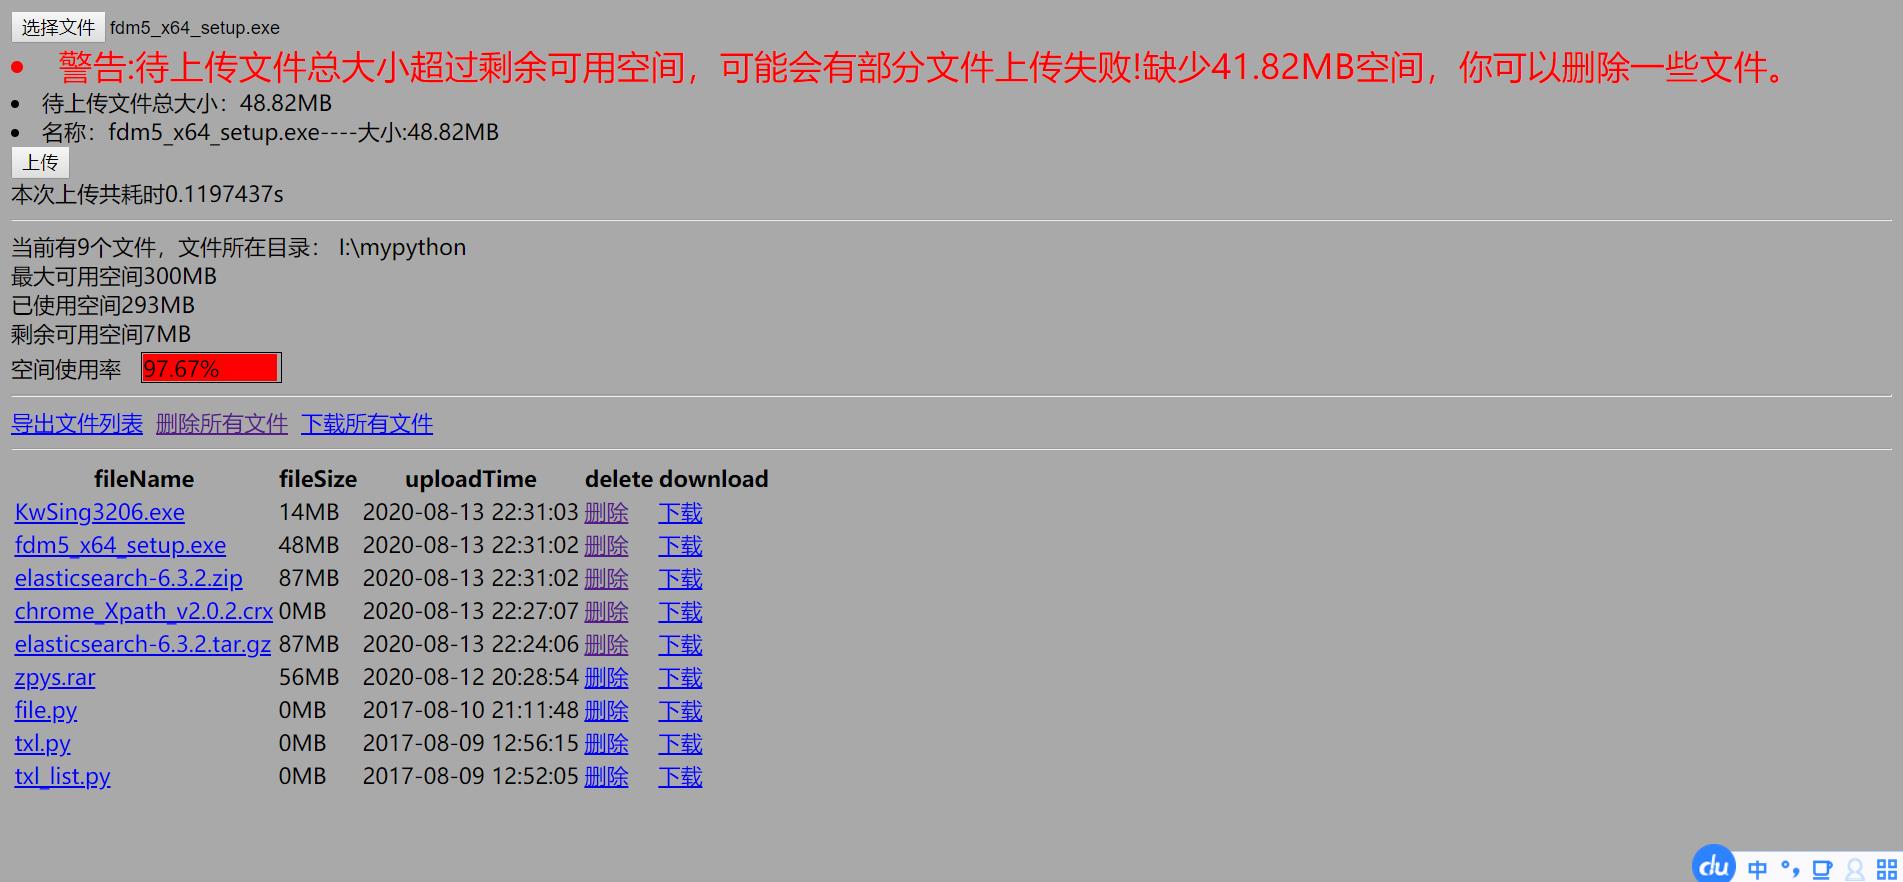 选择文件 fdm5_x64_setup.exe
警告:待上传文件总大小超过剩余可用空间，可能会有部分文件上传失败!缺少41.82MB空间，你可以删除一些文件。
待上传文件总大小：48.82MB
名称：fdm5_x64_setup.exe----大小:48.82MB
上传
本次上传共耗时0.1197437s
当前有9个文件，文件所在目录： I:\mypython
最大可用空间300MB
已使用空间293MB
剩余可用空间7MB
空间使用率 97.67%
导出文件列表 删除所有文件 下载所有文件
fileName fileSize uploadTime delete download
KwSing3206.exe 14MB 2020-08-13 22:31:03 删除 下载
fdm5_x64_setup.exe 48MB 2020-08-13 22:31:02 删除 下载
elasticsearch-6.3.2.zip 87MB 2020-08-13 22:31:02 删除 下载
chrome_Xpath_v2.0.2.crx 0MB 2020-08-13 22:27:07 删除 下载
elasticsearch-6.3.2.tar.gz 87MB 2020-08-13 22:24:06 删除 下载
zpys.rar 56MB 2020-08-12 20:28:54 删除 下载
file.py 0MB 2017-08-10 21:11:48 删除 下载
txl.py 0MB 2017-08-09 12:56:15 删除 下载
txl_list.py 0MB 2017-08-09 12:52:05 删除 下载
du 中 °,